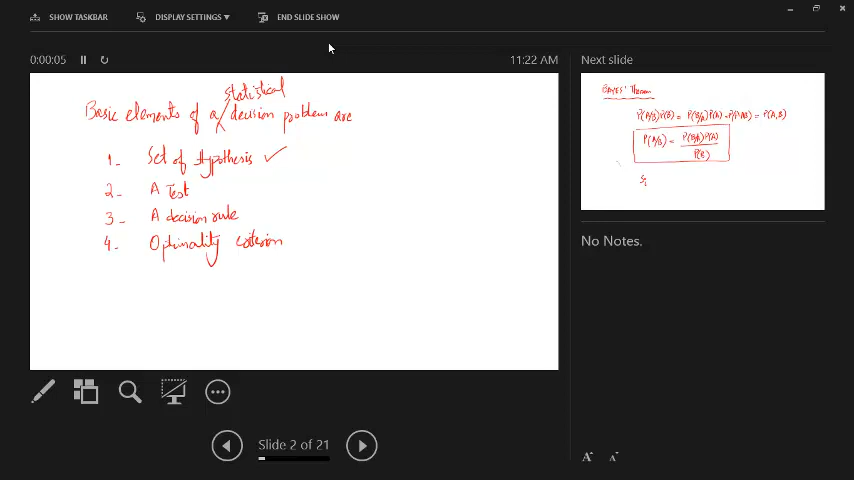 SHOW TASKBAR DISPLAY SETTINGS ▼ END SLIDE SHOW
0:00:05 11:22 AM Next slide
statistical
Basic elements of a decision problem are
1- Set of Hypothesis ✓
2- A Test
3- A decision rule
4- Optimality criterion
BAYES' Theorem
P(A/B)P(B) = P(B/A)P(A) = P(A∩B) = P(A,B)
P(A/B) = P(B/A)P(A) / P(B)
No Notes.
Slide 2 of 21
A A